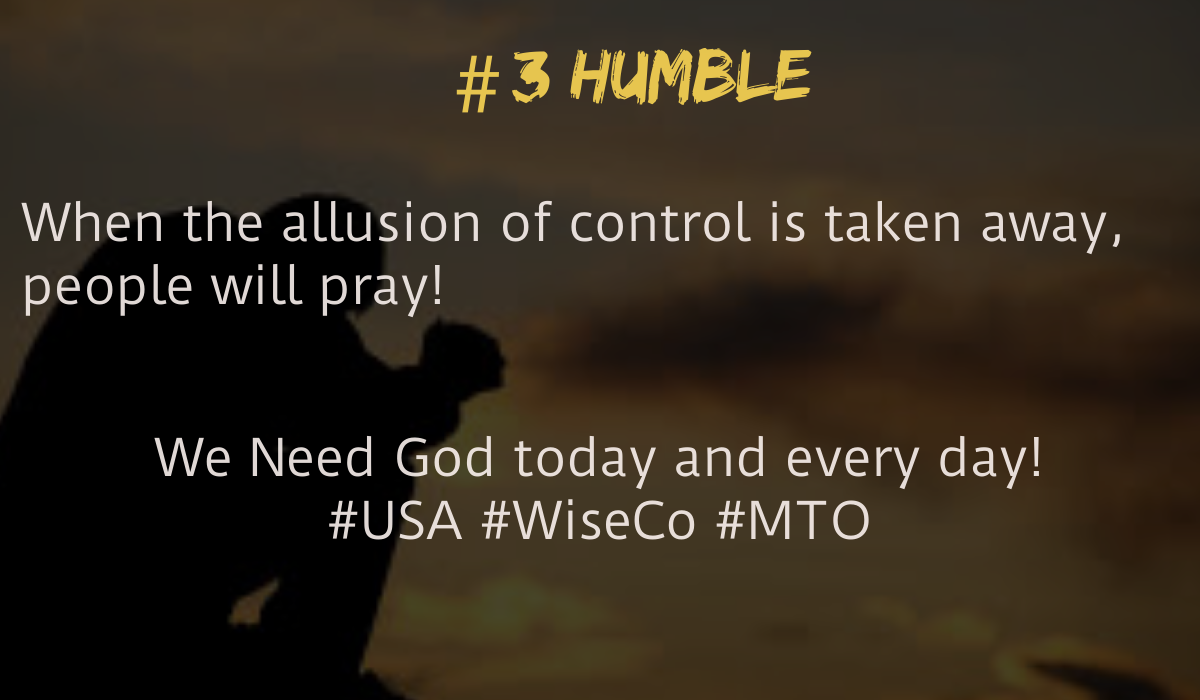 #3 HUMBLE
When the allusion of control is taken away,
people will pray!
We Need God today and every day!
#USA #WiseCo #MTO